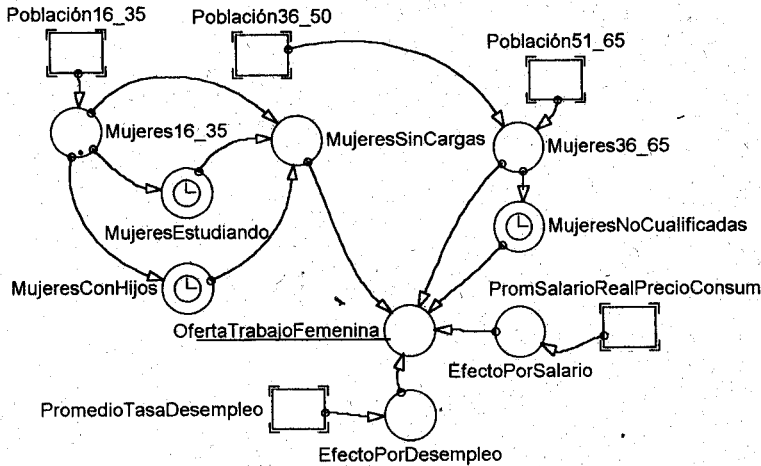 Población16_35
Población36_50
Población51_65
Mujeres16_35
MujeresSinCargas
Mujeres36_65
MujeresEstudiando
MujeresNoCualificadas
MujeresConHijos
PromSalarioRealPrecioConsum
OfertaTrabajoFemenina
EfectoPorSalario
PromedioTasaDesempleo
EfectoPorDesempleo